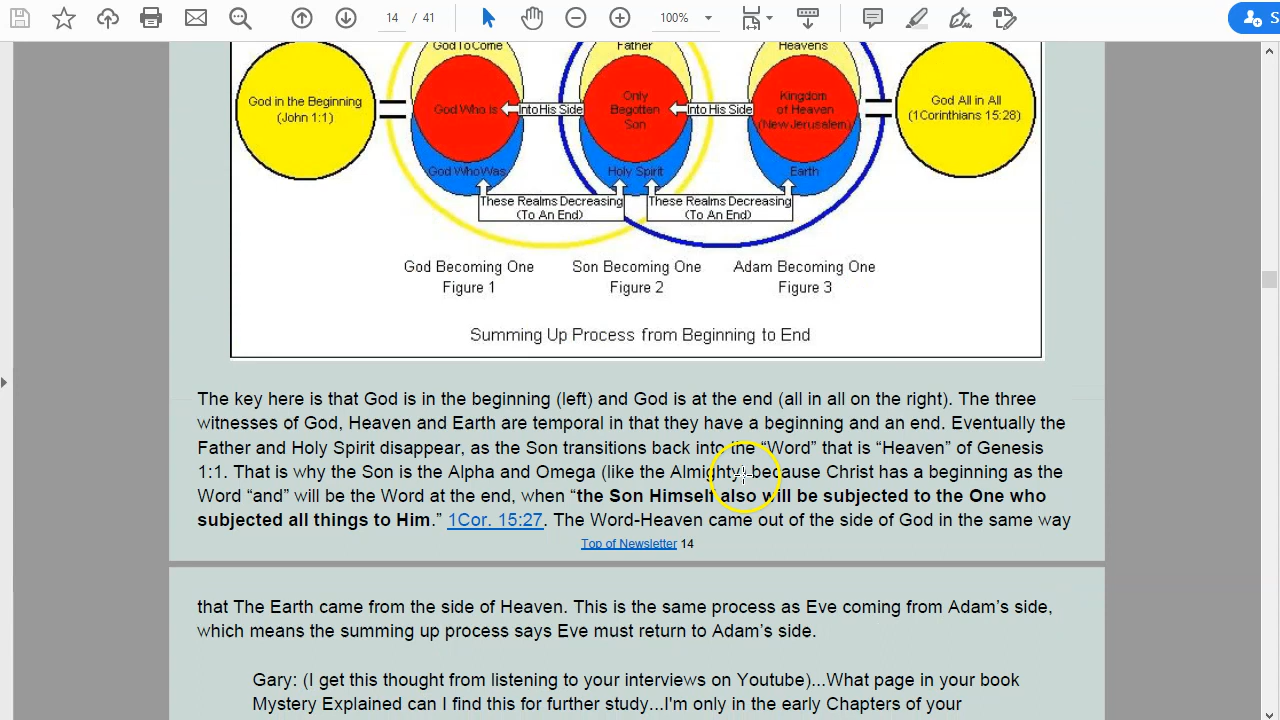 14 / 41
100%
S
God To Come
Father
Heavens
God in the Beginning
(John 1:1)
God Who Is
Into His Side
Only
Begotten
Son
Into His Side
Kingdom
of Heaven
(New Jerusalem)
God All in All
(1Corinthians 15:28)
God Who Was
Holy Spirit
Earth
These Realms Decreasing
(To An End)
These Realms Decreasing
(To An End)
God Becoming One
Figure 1
Son Becoming One
Figure 2
Adam Becoming One
Figure 3
Summing Up Process from Beginning to End
The key here is that God is in the beginning (left) and God is at the end (all in all on the right). The three
witnesses of God, Heaven and Earth are temporal in that they have a beginning and an end. Eventually the
Father and Holy Spirit disappear, as the Son transitions back into the “Word” that is “Heaven” of Genesis
1:1. That is why the Son is the Alpha and Omega (like the Almighty) because Christ has a beginning as the
Word “and” will be the Word at the end, when “the Son Himself also will be subjected to the One who
subjected all things to Him.” 1Cor. 15:27. The Word-Heaven came out of the side of God in the same way
Top of Newsletter 14
that The Earth came from the side of Heaven. This is the same process as Eve coming from Adam’s side,
which means the summing up process says Eve must return to Adam’s side.
Gary: (I get this thought from listening to your interviews on Youtube)...What page in your book
Mystery Explained can I find this for further study...I'm only in the early Chapters of your